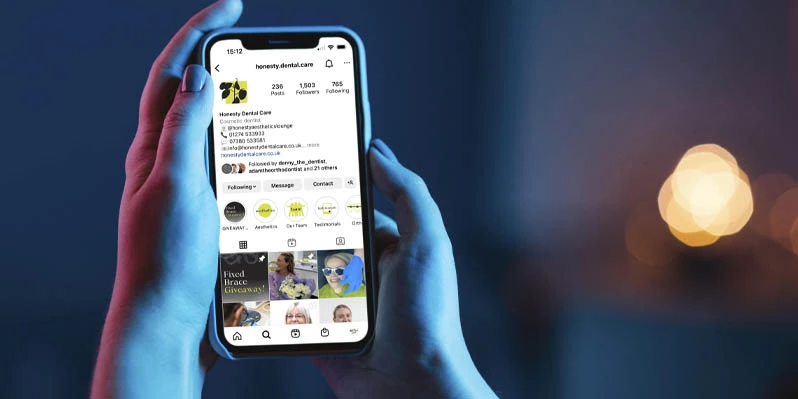 15:12
honesty.dental.care
236 1,503 765
Posts Followers Following
Honesty Dental Care
Cosmetic dentist
@honestyaestheticslounge
01274 533933
07380 533581
info@honestydentalcare.co.uk... more
honestydentalcare.co.uk
Followed by denny_the_dentist,
adamtheorthodontist and 21 others
Following Message Contact
Fixed Brace
GIVEAWAY... Aesthetics Our Team Testimonials
Fixed
Brace
Giveaway!